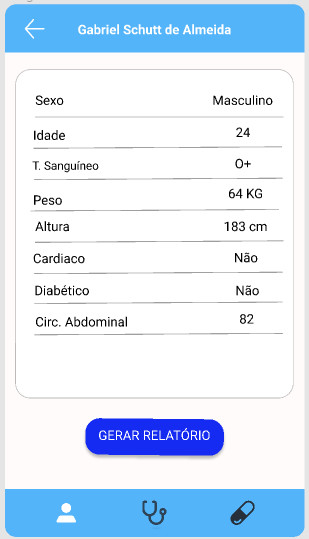 Gabriel Schutt de Almeida
Sexo Masculino
Idade 24
T. Sanguíneo O+
Peso 64 KG
Altura 183 cm
Cardiaco Não
Diabético Não
Circ. Abdominal 82
GERAR RELATÓRIO